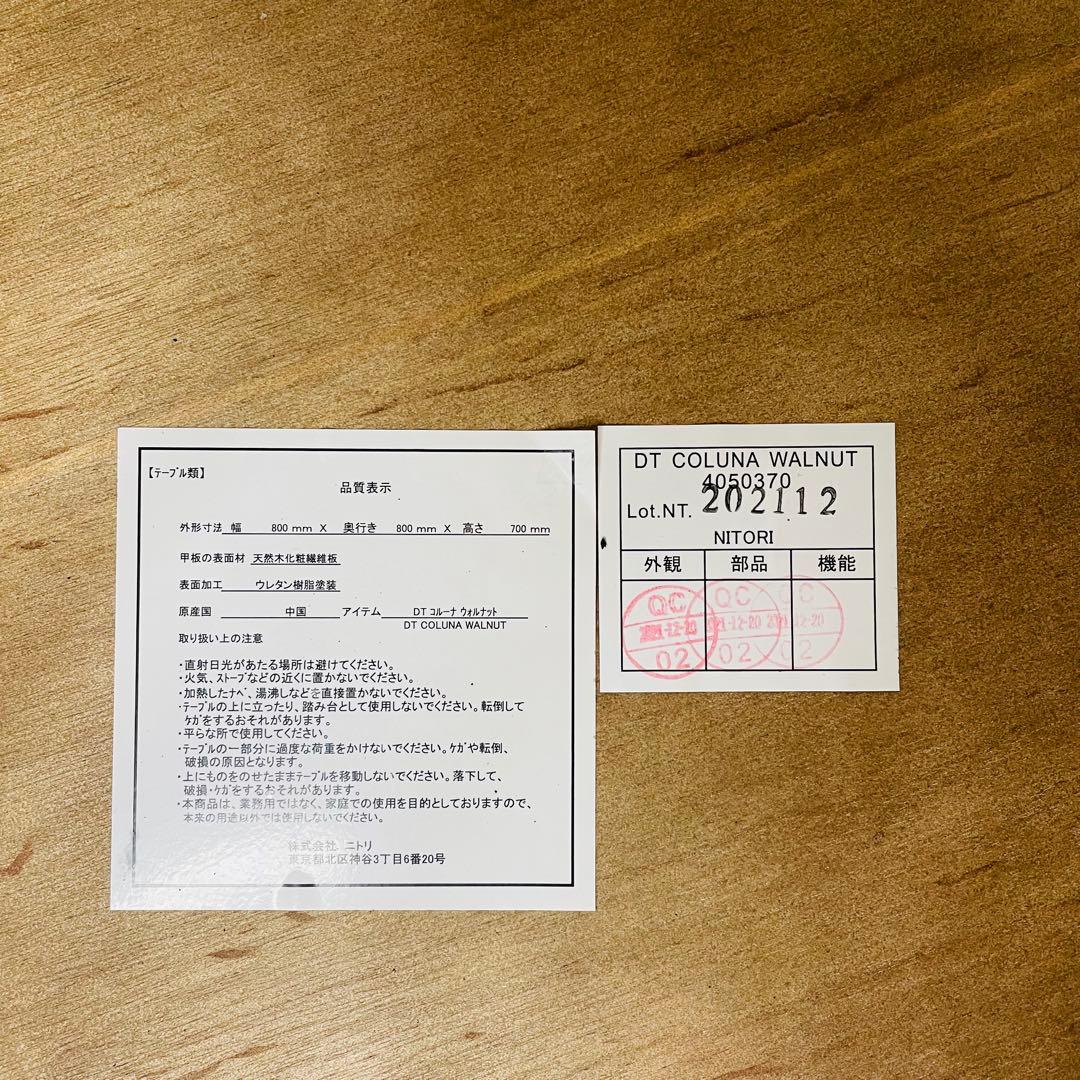 【ﾃｰﾌﾞﾙ類】
品質表示
外形寸法 幅 800 mm X 奥行き 800 mm X 高さ 700 mm
甲板の表面材 天然木化粧繊維板
表面加工 ウレタン樹脂塗装
原産国 中国 アイテム DT ｺﾙｰﾅ ｳｫﾙﾅｯﾄ
DT COLUNA WALNUT
取り扱い上の注意
・直射日光があたる場所は避けてください。
・火気、ｽﾄｰﾌﾞなどの近くに置かないでください。
・加熱したﾅﾍﾞ、湯沸しなどを直接置かないでください。
・ﾃｰﾌﾞﾙの上に立ったり、踏み台として使用しないでください。転倒して
ｹｶﾞをするおそれがあります。
・平らな所で使用してください。
・ﾃｰﾌﾞﾙの一部分に過度な荷重をかけないでください。ｹｶﾞや転倒、
破損の原因となります。
・上にものをのせたままﾃｰﾌﾞﾙを移動しないでください。落下して、
破損・ｹｶﾞをするおそれがあります。
・本商品は、業務用ではなく、家庭での使用を目的としておりますので、
本来の用途以外では使用しないでください。
株式会社 ニトリ
東京都北区神谷3丁目6番20号
DT COLUNA WALNUT
4050370
Lot.NT. 202112
NITORI
外観 部品 機能
QC QC QC
2021-12-20 2021-12-20 2021-12-20
02 02 02